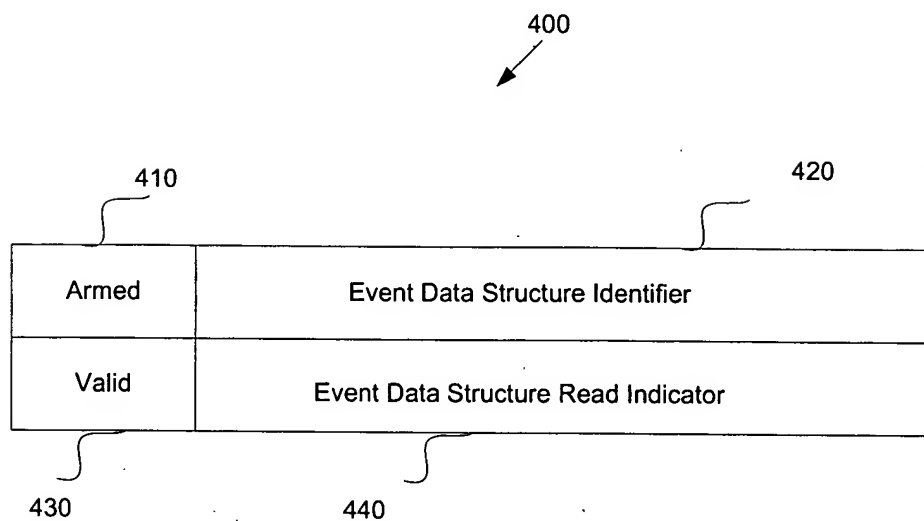 400
410
420
Armed
Event Data Structure Identifier
Valid
Event Data Structure Read Indicator
430
440